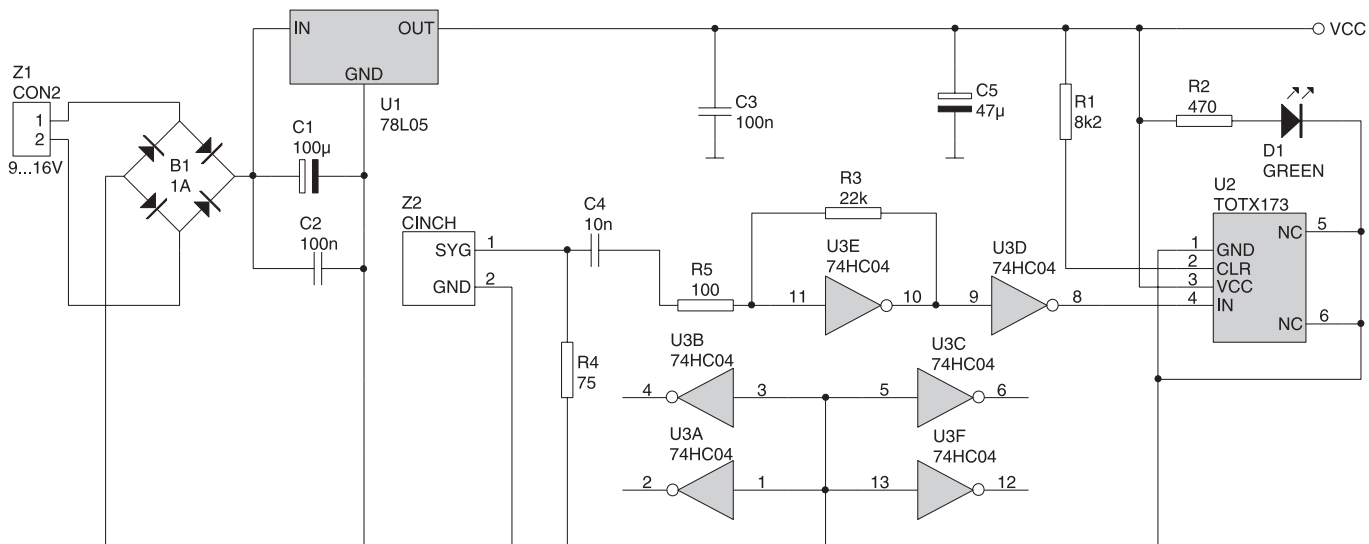 IN
OUT
GND
U1
78L05
VCC
Z1
CON2
1
2
9...16V
B1
1A
C1
100µ
C2
100n
C3
100n
C5
47µ
R1
8k2
R2
470
D1
GREEN
Z2
CINCH
SYG
1
GND
2
C4
10n
R3
22k
R5
100
U3E
74HC04
11
10
U3D
74HC04
9
8
U2
TOTX173
1
GND
2
CLR
3
VCC
4
IN
NC
5
NC
6
R4
75
U3B
74HC04
4
3
U3C
74HC04
5
6
U3A
74HC04
2
1
U3F
74HC04
13
12